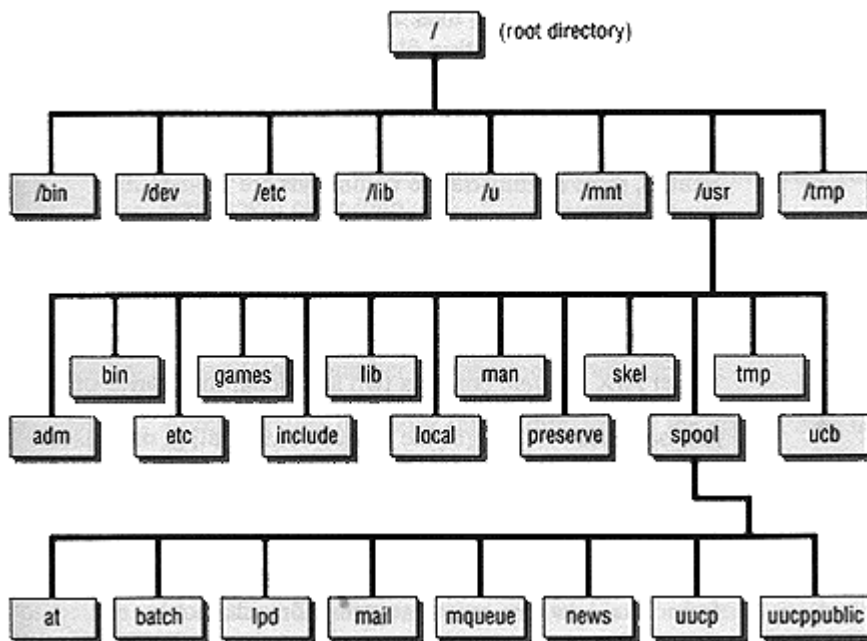 / (root directory)
/bin /dev /etc /lib /u /mnt /usr /tmp
bin games lib man skel tmp
adm etc include local preserve spool ucb
at batch lpd mail mqueue news uucp uucppublic